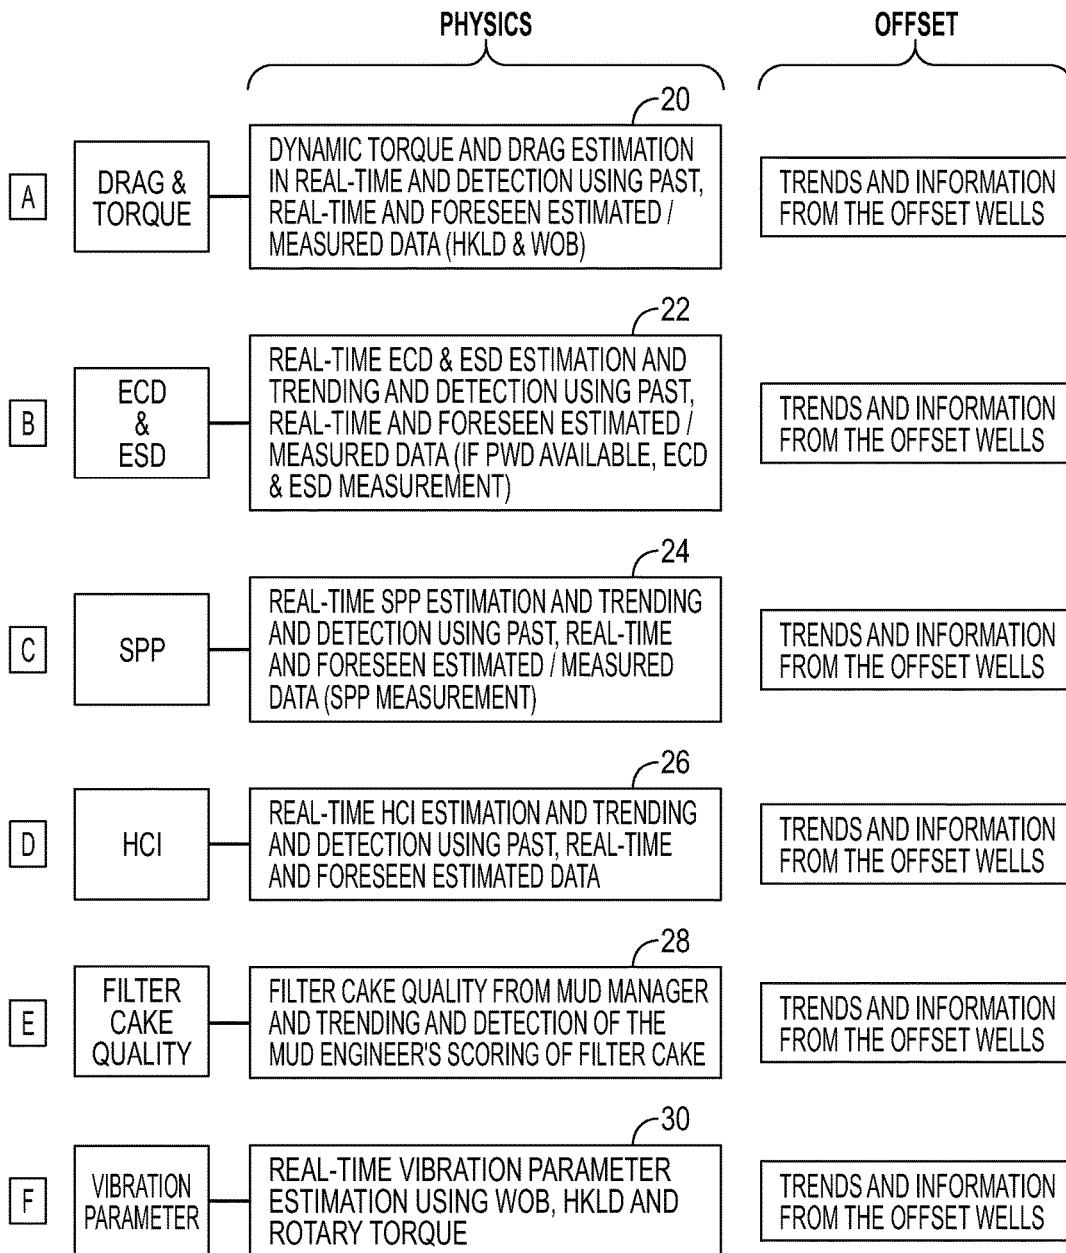 PHYSICS
OFFSET
20
A
DRAG &
TORQUE
DYNAMIC TORQUE AND DRAG ESTIMATION
IN REAL-TIME AND DETECTION USING PAST,
REAL-TIME AND FORESEEN ESTIMATED /
MEASURED DATA (HKLD & WOB)
TRENDS AND INFORMATION
FROM THE OFFSET WELLS
22
B
ECD
&
ESD
REAL-TIME ECD & ESD ESTIMATION AND
TRENDING AND DETECTION USING PAST,
REAL-TIME AND FORESEEN ESTIMATED /
MEASURED DATA (IF PWD AVAILABLE, ECD
& ESD MEASUREMENT)
TRENDS AND INFORMATION
FROM THE OFFSET WELLS
24
C
SPP
REAL-TIME SPP ESTIMATION AND TRENDING
AND DETECTION USING PAST, REAL-TIME
AND FORESEEN ESTIMATED / MEASURED
DATA (SPP MEASUREMENT)
TRENDS AND INFORMATION
FROM THE OFFSET WELLS
26
D
HCI
REAL-TIME HCI ESTIMATION AND TRENDING
AND DETECTION USING PAST, REAL-TIME
AND FORESEEN ESTIMATED DATA
TRENDS AND INFORMATION
FROM THE OFFSET WELLS
28
E
FILTER
CAKE
QUALITY
FILTER CAKE QUALITY FROM MUD MANAGER
AND TRENDING AND DETECTION OF THE
MUD ENGINEER'S SCORING OF FILTER CAKE
TRENDS AND INFORMATION
FROM THE OFFSET WELLS
30
F
VIBRATION
PARAMETER
REAL-TIME VIBRATION PARAMETER
ESTIMATION USING WOB, HKLD AND
ROTARY TORQUE
TRENDS AND INFORMATION
FROM THE OFFSET WELLS